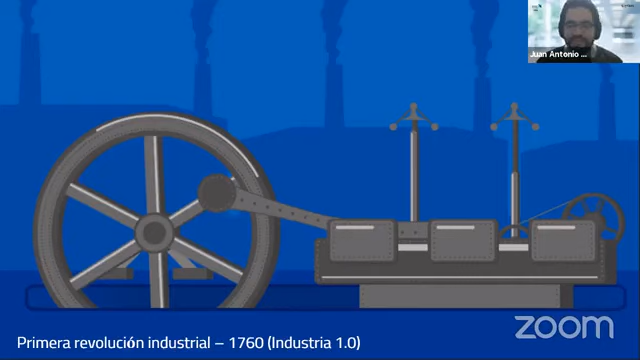 Juan Antonio ...
zoom
Primera revolución industrial – 1760 (Industria 1.0)